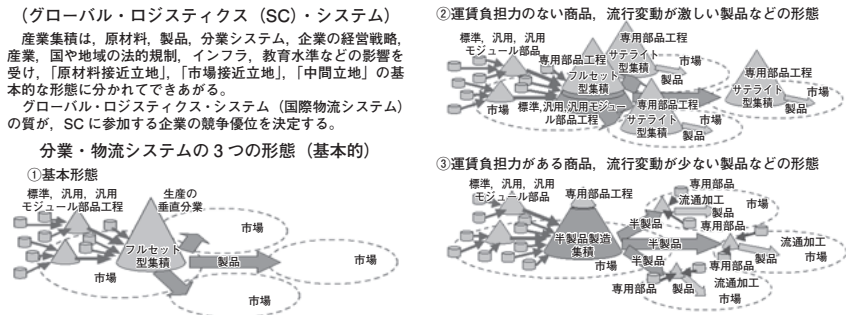 （グローバル・ロジスティクス（SC）・システム）
産業集積は，原材料，製品，分業システム，企業の経営戦略，
産業，国や地域の法的規制，インフラ，教育水準などの影響を
受け，「原材料接近立地」，「市場接近立地」，「中間立地」の基
本的な形態に分かれてできあがる。
グローバル・ロジスティクス・システム（国際物流システム）
の質が，SCに参加する企業の競争優位を決定する。
分業・物流システムの3つの形態（基本的）
①基本形態
標準，汎用，汎用
モジュール部品工程
生産の
垂直分業
フルセット
型集積
製品
市場
市場
市場
市場
②運賃負担力のない商品，流行変動が激しい製品などの形態
標準，汎用，汎用
モジュール部品
専用部品工程
フルセット
型集積
専用部品工程
サテライト
型集積
市場
製品
市場
標準，汎用，汎用モジュー
ル部品工程
専用部品工程
サテライト
型集積
市場
製品
専用部品工程
サテライト
型集積
市場
製品
③運賃負担力がある商品，流行変動が少ない製品などの形態
標準，汎用，汎用
モジュール部品
専用部品工程
半製品製造
集積
市場
半製品
半製品
半製品
専用部品
流通加工
製品
市場
流通加工
製品
市場
専用部品
専用部品
製品
流通加工
市場